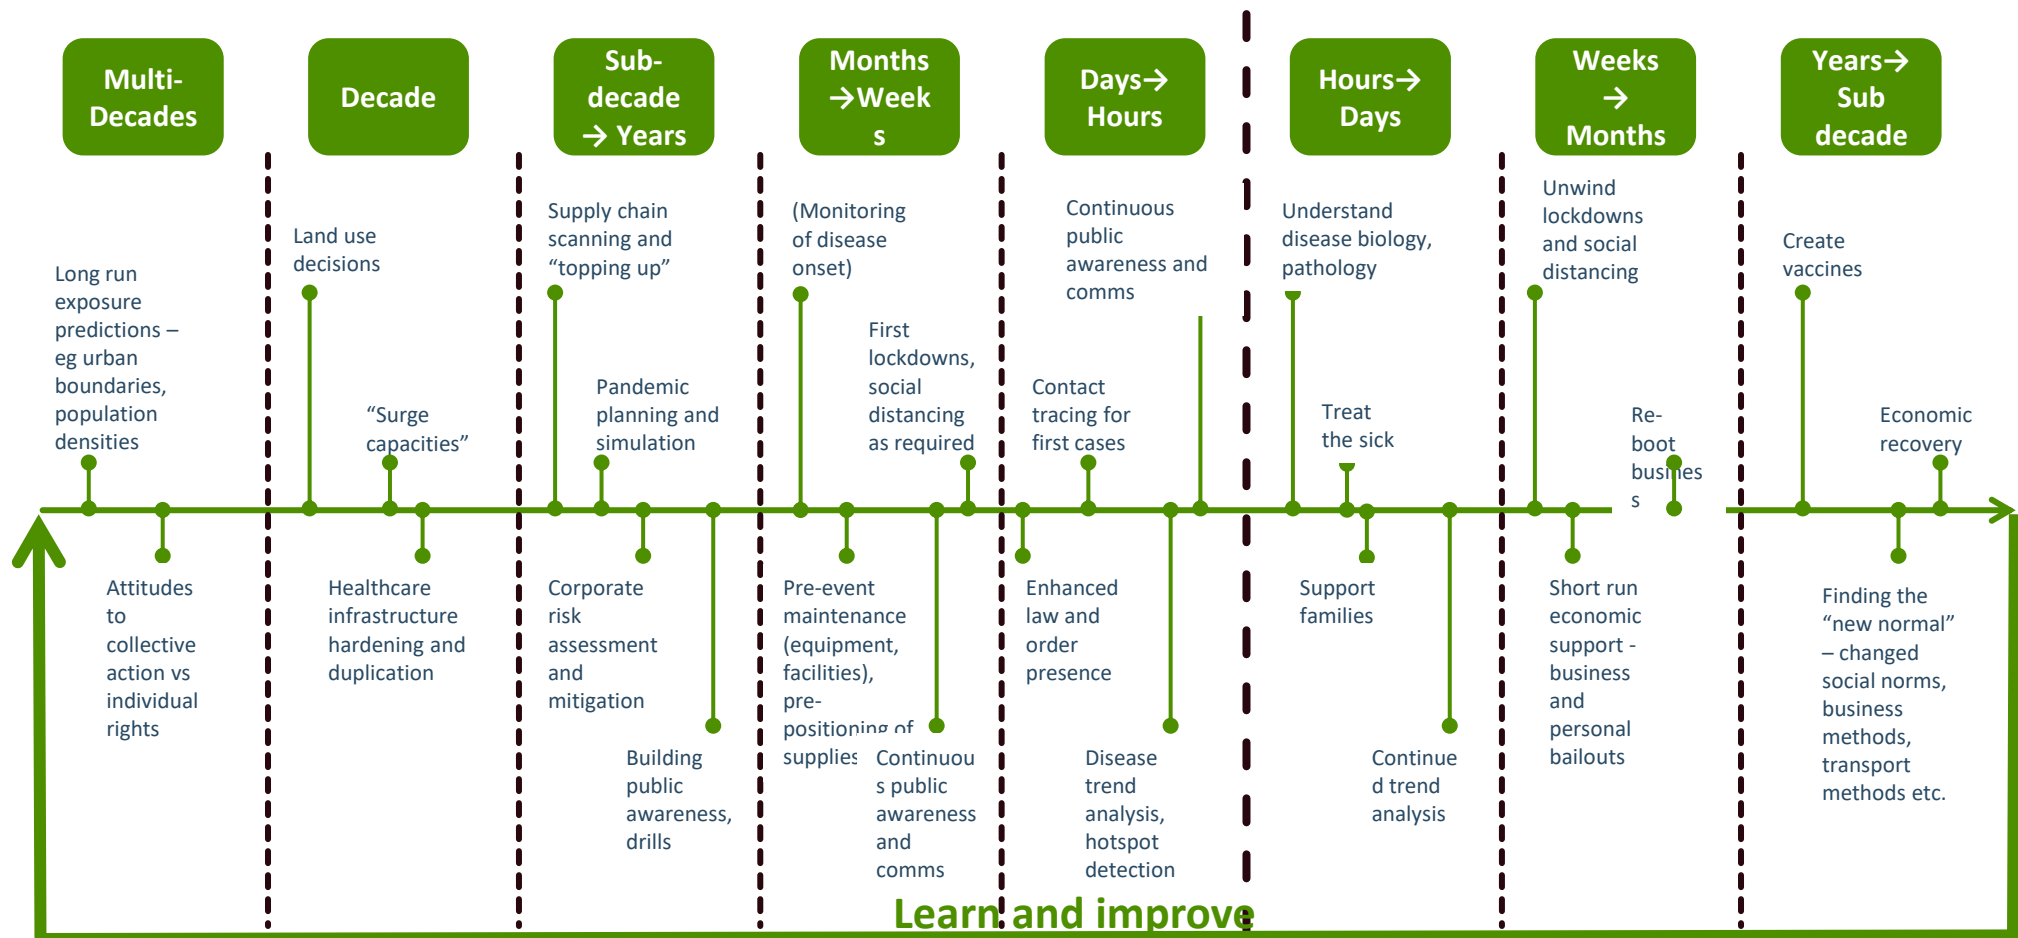 Multi-
Decades
Decade
Sub-
decade
→ Years
Months
→Week
s
Days→
Hours
Hours→
Days
Weeks
→
Months
Years→
Sub
decade
Long run
exposure
predictions –
eg urban
boundaries,
population
densities
Attitudes
to
collective
action vs
individual
rights
Land use
decisions
“Surge
capacities”
Healthcare
infrastructure
hardening and
duplication
Supply chain
scanning and
“topping up”
Pandemic
planning and
simulation
Corporate
risk
assessment
and
mitigation
Building
public
awareness,
drills
(Monitoring
of disease
onset)
First
lockdowns,
social
distancing
as required
Pre-event
maintenance
(equipment,
facilities),
pre-
positioning of
supplies
Continuou
s public
awareness
and
comms
Continuous
public
awareness and
comms
Contact
tracing for
first cases
Enhanced
law and
order
presence
Disease
trend
analysis,
hotspot
detection
Understand
disease biology,
pathology
Treat
the sick
Support
families
Continue
d trend
analysis
Unwind
lockdowns
and social
distancing
Re-
boot
busines
s
Short run
economic
support -
business
and
personal
bailouts
Create
vaccines
Economic
recovery
Finding the
“new normal”
– changed
social norms,
business
methods,
transport
methods etc.
Learn and improve